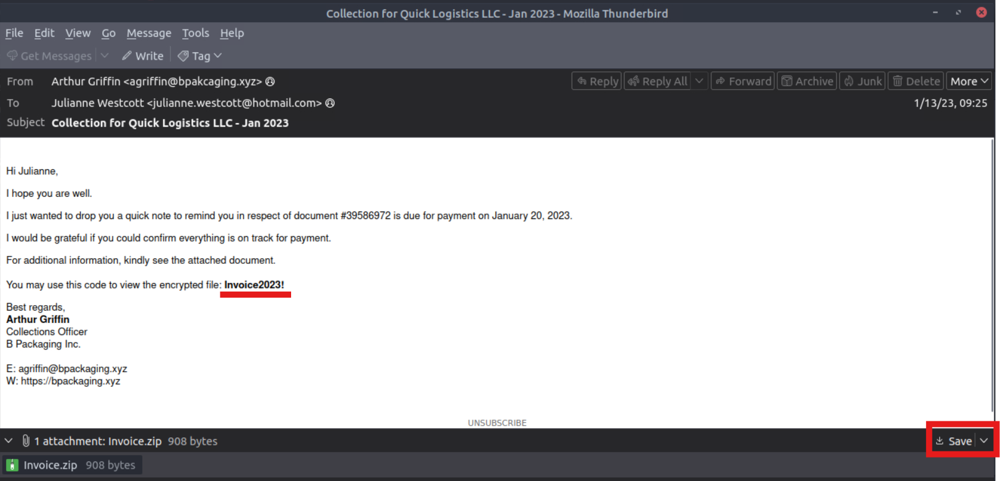 Collection for Quick Logistics LLC - Jan 2023 - Mozilla Thunderbird
File Edit View Go Message Tools Help
Get Messages Write Tag
From Arthur Griffin <agriffin@bpakcaging.xyz> Reply Reply All Forward Archive Junk Delete More
To Julianne Westcott <julianne.westcott@hotmail.com> 1/13/23, 09:25
Subject Collection for Quick Logistics LLC - Jan 2023
Hi Julianne,
I hope you are well.
I just wanted to drop you a quick note to remind you in respect of document #39586972 is due for payment on January 20, 2023.
I would be grateful if you could confirm everything is on track for payment.
For additional information, kindly see the attached document.
You may use this code to view the encrypted file: Invoice2023!
Best regards,
Arthur Griffin
Collections Officer
B Packaging Inc.
E: agriffin@bpackaging.xyz
W: https://bpackaging.xyz
UNSUBSCRIBE
1 attachment: Invoice.zip 908 bytes Save
Invoice.zip 908 bytes